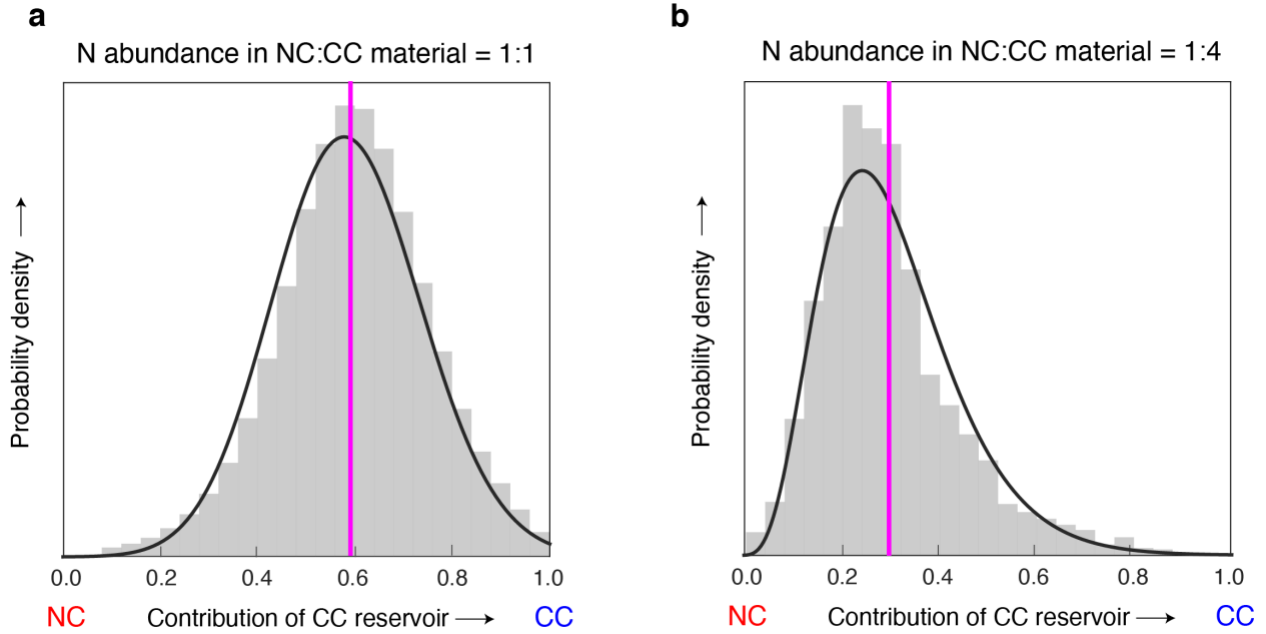 a
N abundance in NC:CC material = 1:1
Probability density
0.0 0.2 0.4 0.6 0.8 1.0
NC Contribution of CC reservoir CC
b
N abundance in NC:CC material = 1:4
Probability density
0.0 0.2 0.4 0.6 0.8 1.0
NC Contribution of CC reservoir CC